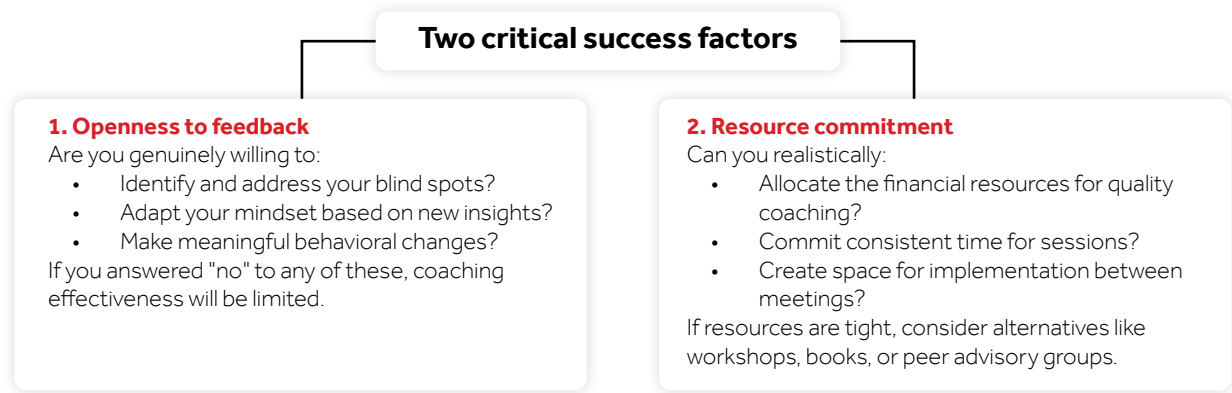 Two critical success factors
1. Openness to feedback
Are you genuinely willing to:
• Identify and address your blind spots?
• Adapt your mindset based on new insights?
• Make meaningful behavioral changes?
If you answered "no" to any of these, coaching
effectiveness will be limited.
2. Resource commitment
Can you realistically:
• Allocate the financial resources for quality
coaching?
• Commit consistent time for sessions?
• Create space for implementation between
meetings?
If resources are tight, consider alternatives like
workshops, books, or peer advisory groups.